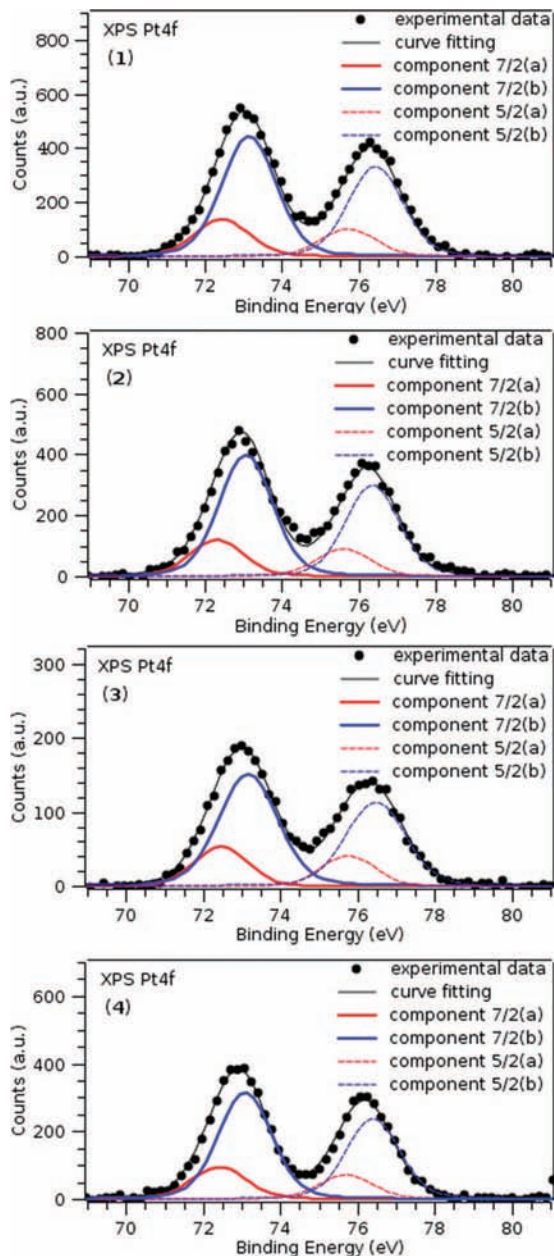 XPS Pt4f
(1)
experimental data
curve fitting
component 7/2(a)
component 7/2(b)
component 5/2(a)
component 5/2(b)
Counts (a.u.)
800
600
400
200
0
70 72 74 76 78 80
Binding Energy (eV)
XPS Pt4f
(2)
experimental data
curve fitting
component 7/2(a)
component 7/2(b)
component 5/2(a)
component 5/2(b)
Counts (a.u.)
800
600
400
200
0
70 72 74 76 78 80
Binding Energy (eV)
XPS Pt4f
(3)
experimental data
curve fitting
component 7/2(a)
component 7/2(b)
component 5/2(a)
component 5/2(b)
Counts (a.u.)
300
200
100
0
70 72 74 76 78 80
Binding Energy (eV)
XPS Pt4f
(4)
experimental data
curve fitting
component 7/2(a)
component 7/2(b)
component 5/2(a)
component 5/2(b)
Counts (a.u.)
600
400
200
0
70 72 74 76 78 80
Binding Energy (eV)